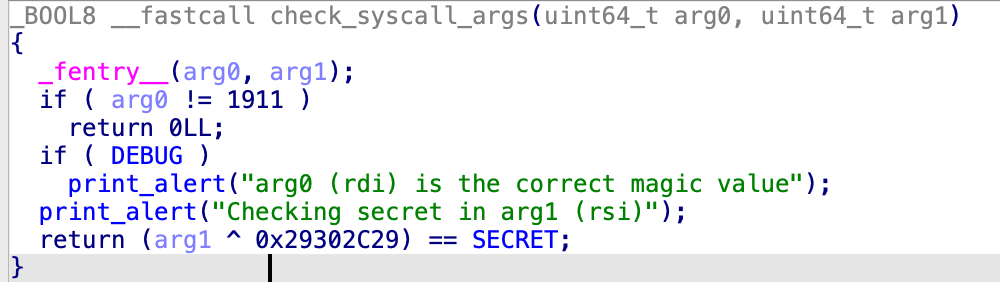 _BOOL8 __fastcall check_syscall_args(uint64_t arg0, uint64_t arg1)
{
  _fentry__(arg0, arg1);
  if ( arg0 != 1911 )
    return 0LL;
  if ( DEBUG )
    print_alert("arg0 (rdi) is the correct magic value");
  print_alert("Checking secret in arg1 (rsi)");
  return (arg1 ^ 0x29302C29) == SECRET;
}